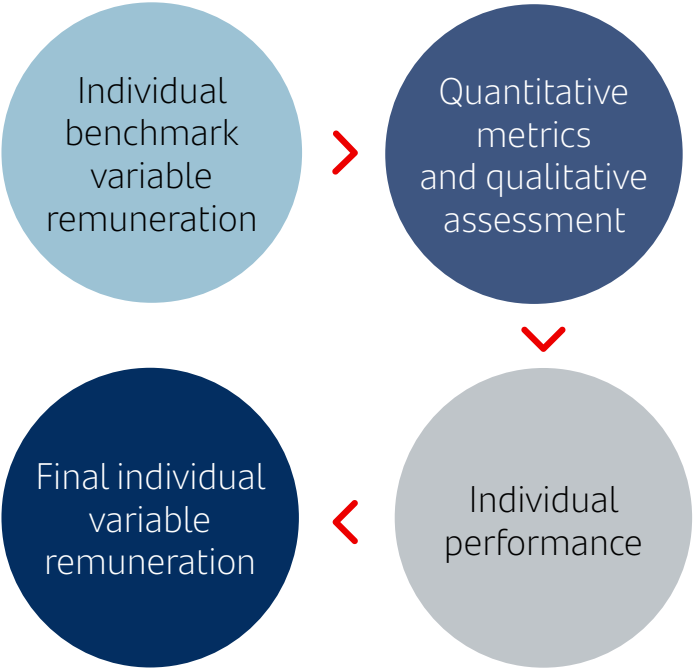 Individual
benchmark
variable
remuneration
Quantitative
metrics
and qualitative
assessment
Individual
performance
Final individual
variable
remuneration